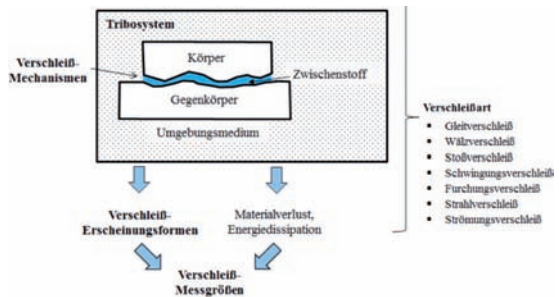 Tribosystem
Körper
Verschleiß-
Mechanismen
Zwischenstoff
Gegenkörper
Umgebungsmedium
Verschleiß-
Erscheinungsformen
Materialverlust,
Energiedissipation
Verschleiß-
Messgrößen
Verschleißart
▪ Gleitverschleiß
▪ Wälzverschleiß
▪ Stoßverschleiß
▪ Schwingungsverschleiß
▪ Furchungsverschleiß
▪ Strahlverschleiß
▪ Strömungsverschleiß